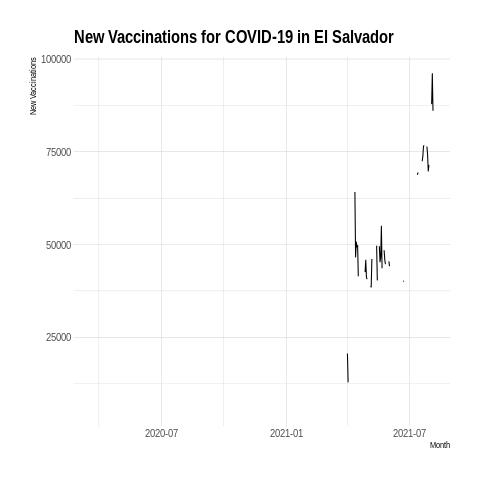 New Vaccinations for COVID-19 in El Salvador
New Vaccinations
100000
75000
50000
25000
2020-07
2021-01
2021-07
Month